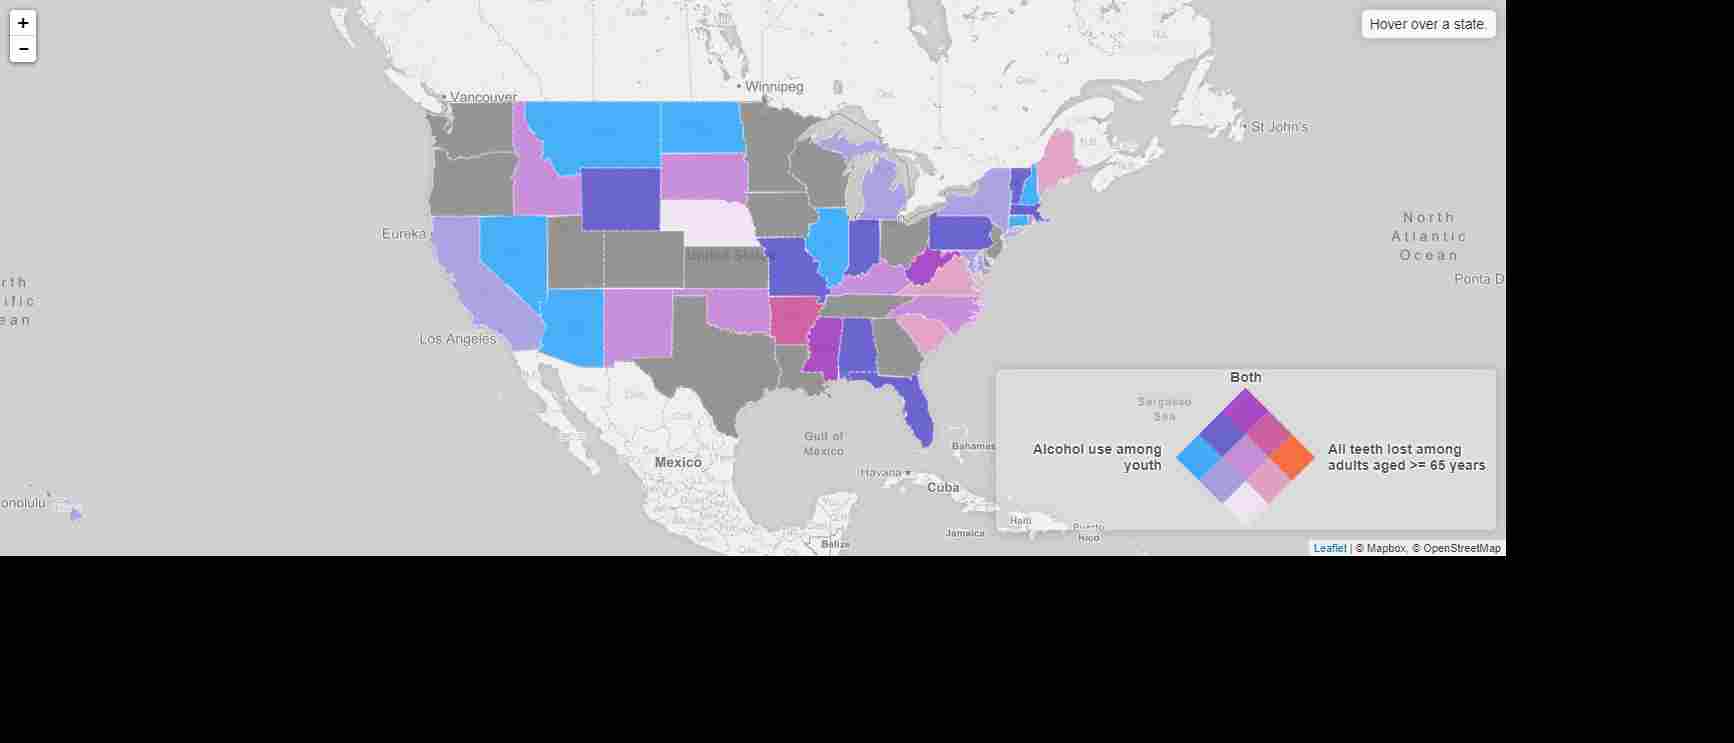 +
−
Hover over a state.
Winnipeg
Vancouver
St John's
North
Atlantic
Ocean
Eureka
United States
Ponta D
rth
ific
ean
Los Angeles
Both
Sargasso
Sea
Alcohol use among
youth
All teeth lost among
adults aged >= 65 years
Gulf of
Mexico
Bahamas
Mexico
Havana
Cuba
onolulu
Haiti
Puerto
Rico
Jamaica
Belize
Leaflet | © Mapbox, © OpenStreetMap